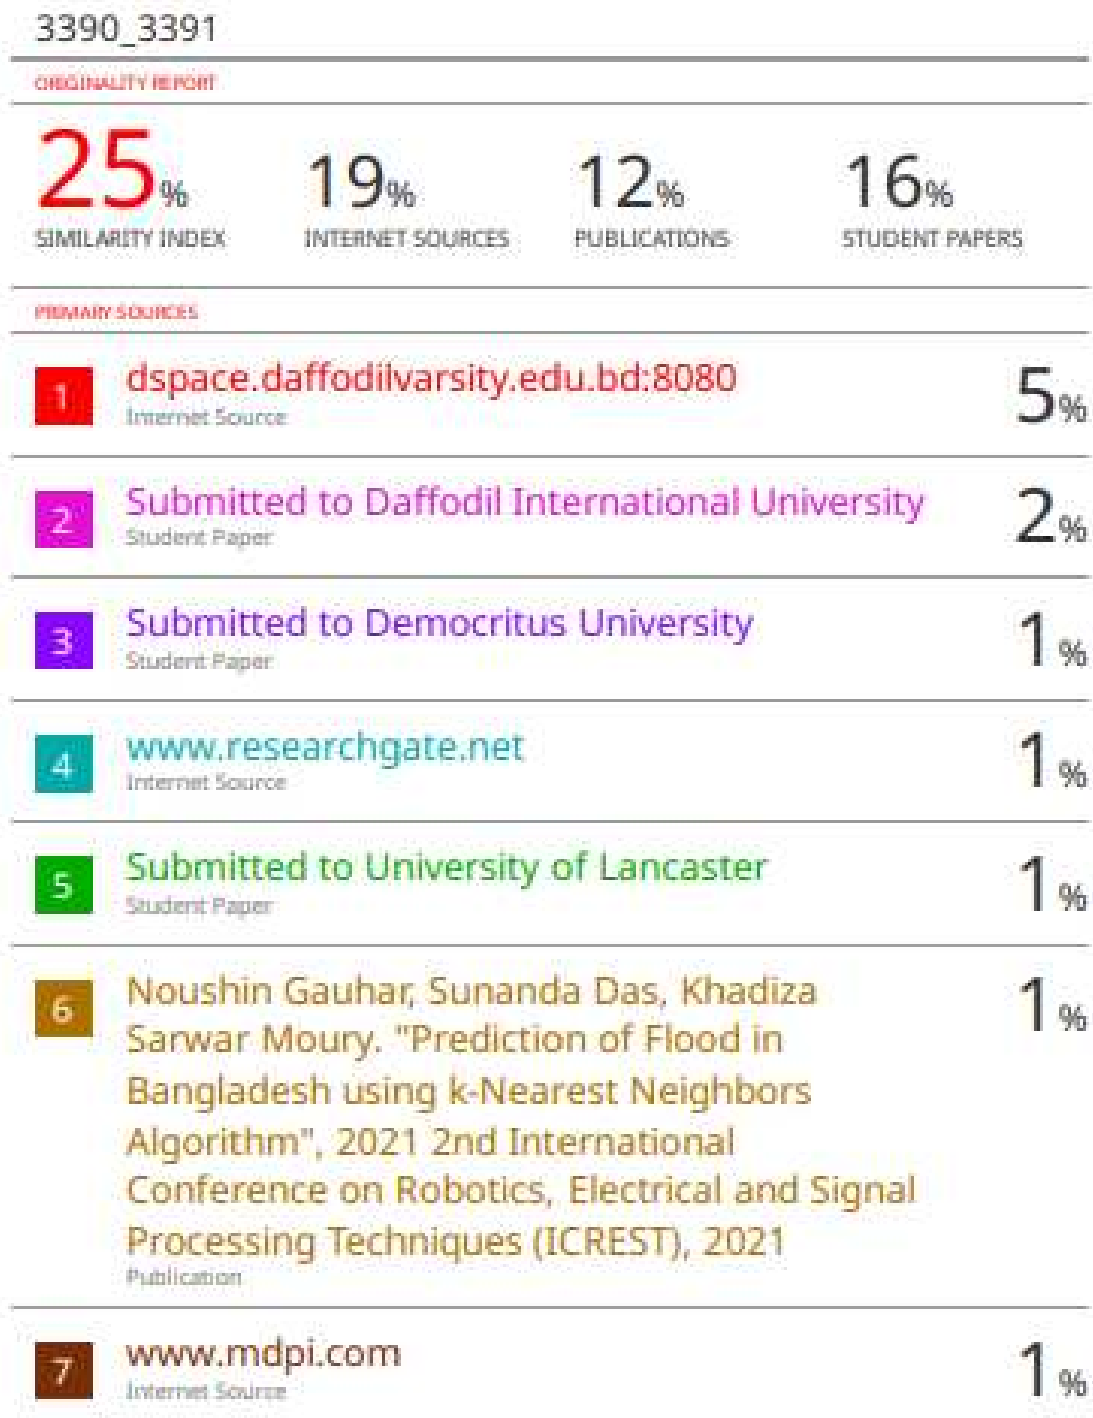 3390_3391
ORIGINALITY REPORT
25%
19%
12%
16%
SIMILARITY INDEX
INTERNET SOURCES
PUBLICATIONS
STUDENT PAPERS
PRIMARY SOURCES
1
dspace.daffodilvarsity.edu.bd:8080
Internet Source
5%
2
Submitted to Daffodil International University
Student Paper
2%
3
Submitted to Democritus University
Student Paper
1%
4
www.researchgate.net
Internet Source
1%
5
Submitted to University of Lancaster
Student Paper
1%
6
Noushin Gauhar, Sunanda Das, Khadiza
Sarwar Moury. "Prediction of Flood in
Bangladesh using k-Nearest Neighbors
Algorithm", 2021 2nd International
Conference on Robotics, Electrical and Signal
Processing Techniques (ICREST), 2021
Publication
1%
7
www.mdpi.com
Internet Source
1%